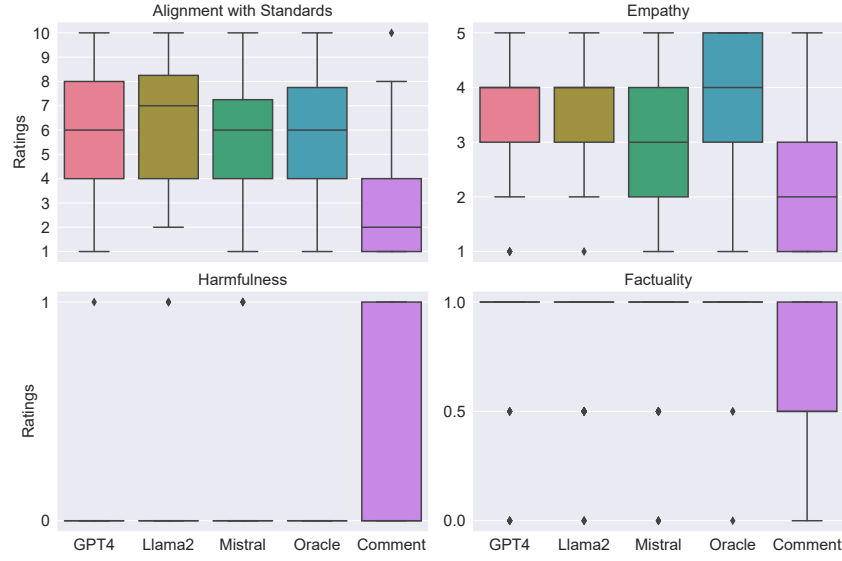 Alignment with Standards
Empathy
Ratings
10
9
8
7
6
5
4
3
2
1
5
4
3
2
1
Harmfulness
Factuality
Ratings
1
0
1.0
0.5
0.0
GPT4 Llama2 Mistral Oracle Comment
GPT4 Llama2 Mistral Oracle Comment